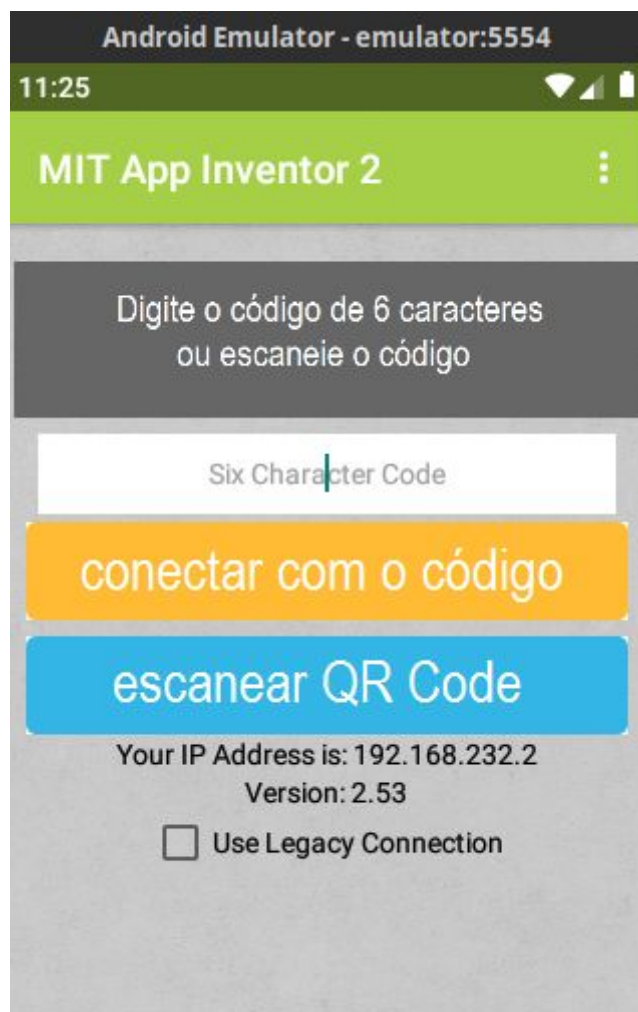 Android Emulator - emulator:5554
11:25
MIT App Inventor 2
Digite o código de 6 caracteres
ou escaneie o código
Six Character Code
conectar com o código
escanear QR Code
Your IP Address is: 192.168.232.2
Version: 2.53
Use Legacy Connection